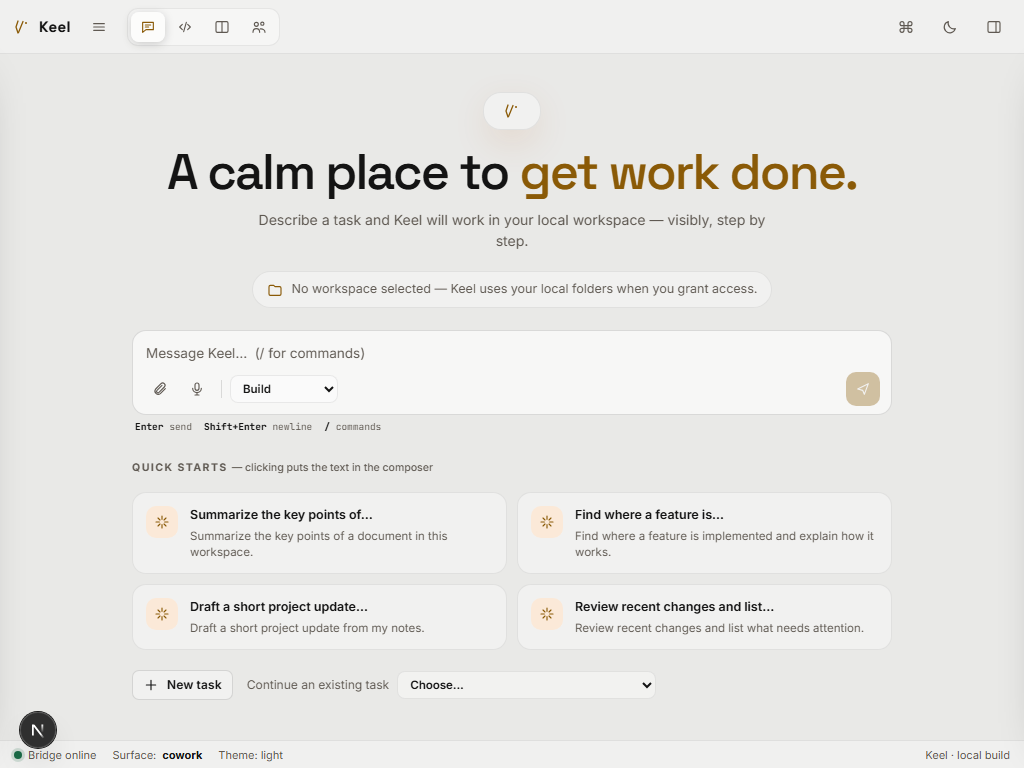 Keel
A calm place to get work done.
Describe a task and Keel will work in your local workspace — visibly, step by
step.
No workspace selected — Keel uses your local folders when you grant access.
Message Keel... (/ for commands)
Build
Enter send Shift+Enter newline / commands
QUICK STARTS — clicking puts the text in the composer
Summarize the key points of...
Summarize the key points of a document in this
workspace.
Find where a feature is...
Find where a feature is implemented and explain how it
works.
Draft a short project update...
Draft a short project update from my notes.
Review recent changes and list...
Review recent changes and list what needs attention.
New task
Continue an existing task
Choose...
N
Bridge online
Surface: cowork
Theme: light
Keel · local build